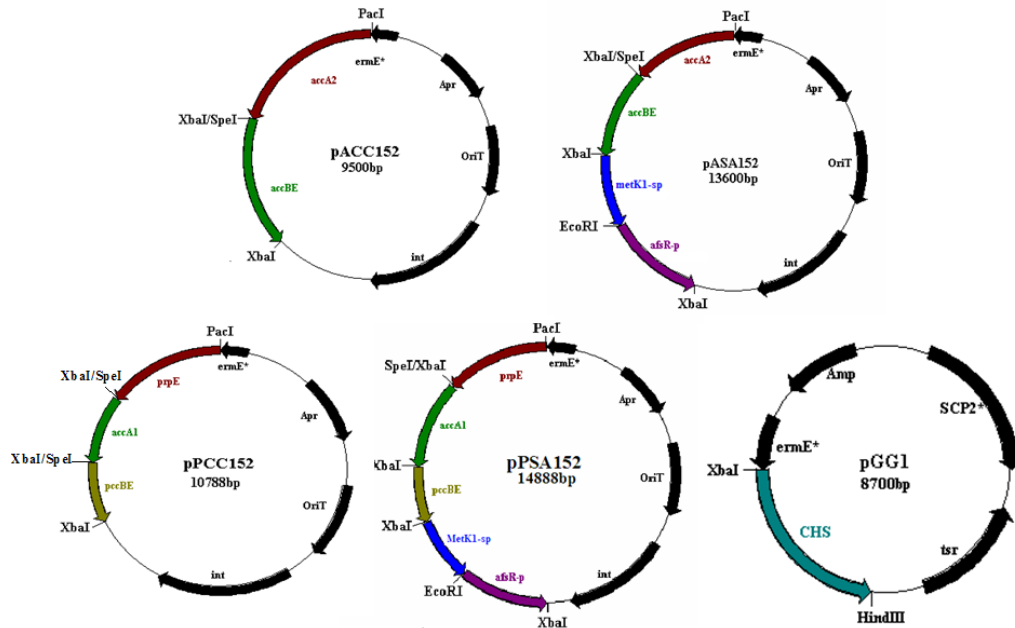 PacI
ermE*
accA2
Apr
XbaI/SpeI
pACC152
9500bp
OriT
accBE
XbaI
int
PacI
ermE*
XbaI/SpeI
accA2
Apr
accBE
pASA152
13600bp
OriT
XbaI
metK1-sp
EcoRI
afsR-p
int
XbaI
PacI
ermE*
XbaI/SpeI
prpE
Apr
accA1
XbaI/SpeI
pPCC152
10788bp
pccBE
OriT
XbaI
int
PacI
ermE*
SpeI/XbaI
prpE
Apr
accA1
pPSA152
14888bp
XbaI
pccBE
OriT
XbaI
MetK1-sp
EcoRI
afsR-p
int
XbaI
Amp
SCP2*
ermE*
XbaI
pGG1
8700bp
CHS
tsr
HindIII